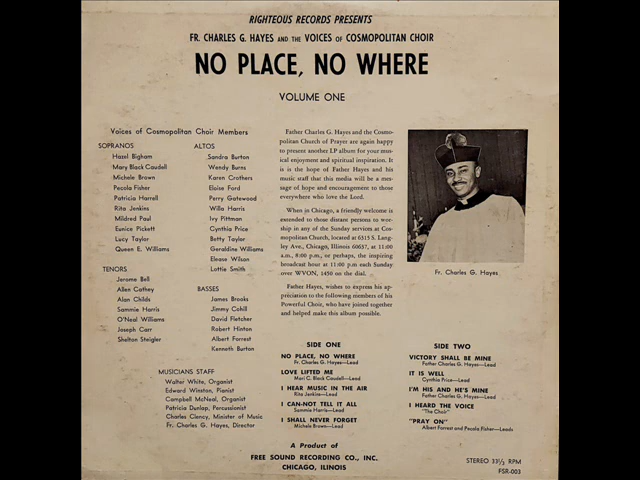 RIGHTEOUS RECORDS PRESENTS
FR. CHARLES G. HAYES AND THE VOICES OF COSMOPOLITAN CHOIR
NO PLACE, NO WHERE
VOLUME ONE
Voices of Cosmopolitan Choir Members
SOPRANOS
Hazel Bigham
Mary Black Caudell
Michele Brown
Pecola Fisher
Patricia Harrell
Rita Jenkins
Mildred Paul
Eunice Pickett
Lucy Taylor
Queen E. Williams
TENORS
Jerome Bell
Allen Cathey
Alan Childs
Sammie Harris
O'Neal Williams
Joseph Carr
Shelton Steigler
ALTOS
Sandra Burton
Wendy Burns
Karen Crothers
Eloise Ford
Perry Gatewood
Willa Harris
Ivy Pittman
Cynthia Price
Betty Taylor
Geraldine Williams
Eleace Wilson
Lottie Smith
BASSES
James Brooks
Jimmy Cahill
David Fletcher
Robert Hinton
Albert Forrest
Kenneth Burton
MUSICIANS STAFF
Walter White, Organist
Edward Winston, Pianist
Campbell McNeal, Organist
Patricia Dunlap, Percussionist
Charles Clency, Minister of Music
Fr. Charles G. Hayes, Director
Father Charles G. Hayes and the Cosmo-
politan Church of Prayer are again happy
to present another LP album for your mus-
ical enjoyment and spiritual inspiration. It
is the hope of Father Hayes and his
music staff that this media will be a mes-
sage of hope and encouragement to those
everywhere who love the Lord.
When in Chicago, a friendly welcome is
extended to those distant persons to wor-
ship in any of the Sunday servises at Cos-
mopolitan Church, located at 6315 S. Lang-
ley Ave., Chicago, Illinois 60637, at 11:00
a.m., 8:00 p.m., or perhaps, the inspiring
broadcast hour at 11:00 p.m. each Sunday
over WVON, 1450 on the dial.
Father Hayes, wishes to express his ap-
preciation to the following members of his
Powerful Choir, who have joined together
and helped make this album possible.
Fr. Charles G. Hayes
SIDE ONE
NO PLACE, NO WHERE
Fr. Charles G. Hayes—Lead
LOVE LIFTED ME
Mari C. Black Caudell—Lead
I HEAR MUSIC IN THE AIR
Rita Jenkins—Lead
I CAN-NOT TELL IT ALL
Sammie Harris—Lead
I SHALL NEVER FORGET
Michele Brown—Lead
SIDE TWO
VICTORY SHALL BE MINE
Father Charles G. Hayes—Lead
IT IS WELL
Cynthia Price—Lead
I'M HIS AND HE'S MINE
Father Charles G. Hayes—Lead
I HEARD THE VOICE
"The Choir"
"PRAY ON"
Albert Forrest and Pecola Fisher—Leads
A Product of
FREE SOUND RECORDING CO., INC.
CHICAGO, ILLINOIS
STEREO 33⅓ RPM
FSR-003